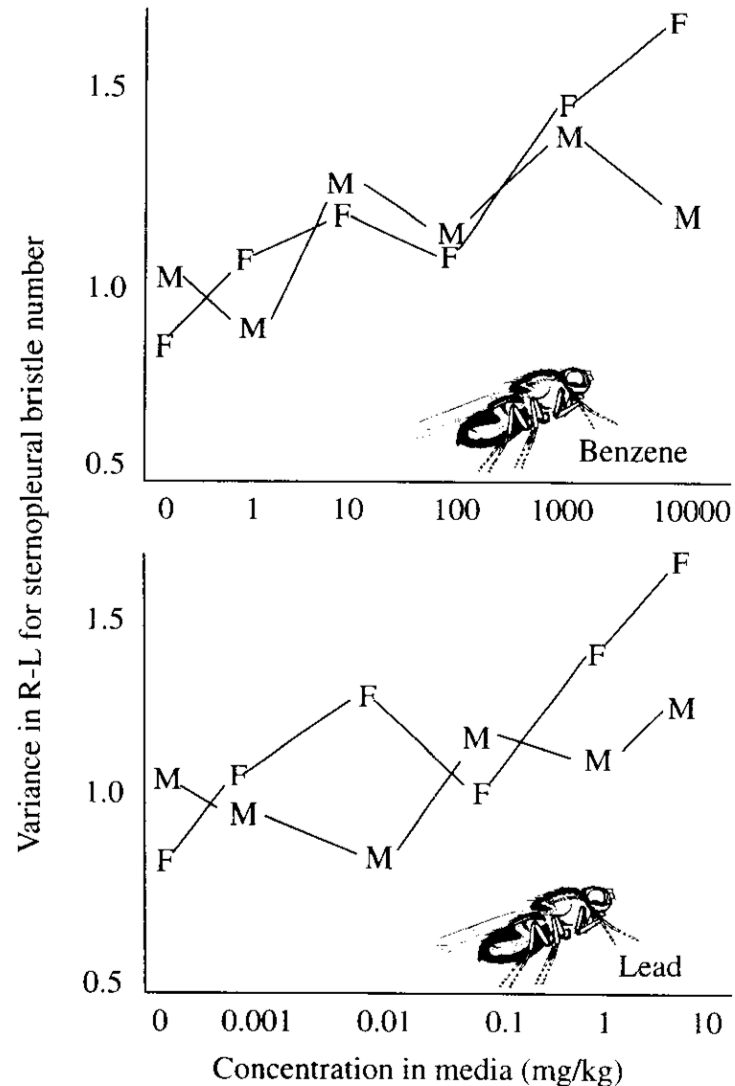 Variance in R-L for sternopleural bristle number
1.5
1.0
0.5
F
M
F
M
F
M
F
M
F
M
F
M
Benzene
0 1 10 100 1000 10000
1.5
1.0
0.5
F
M
F
M
F
M
F
M
F
M
F
M
Lead
0 0.001 0.01 0.1 1 10
Concentration in media (mg/kg)